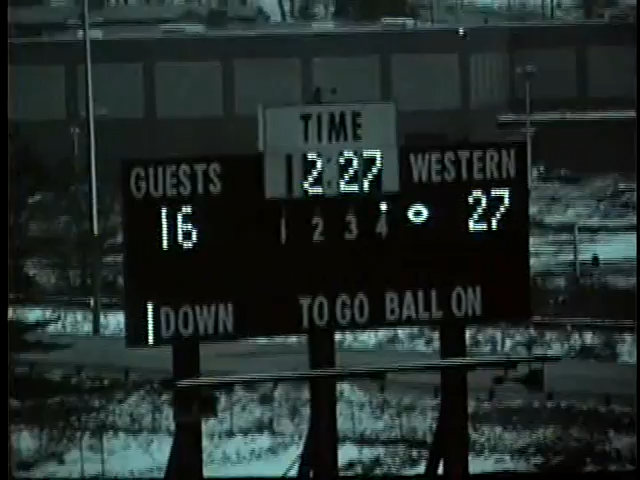 TIME
12:27
GUESTS WESTERN
16 27
1 2 3 4
1 DOWN TO GO BALL ON